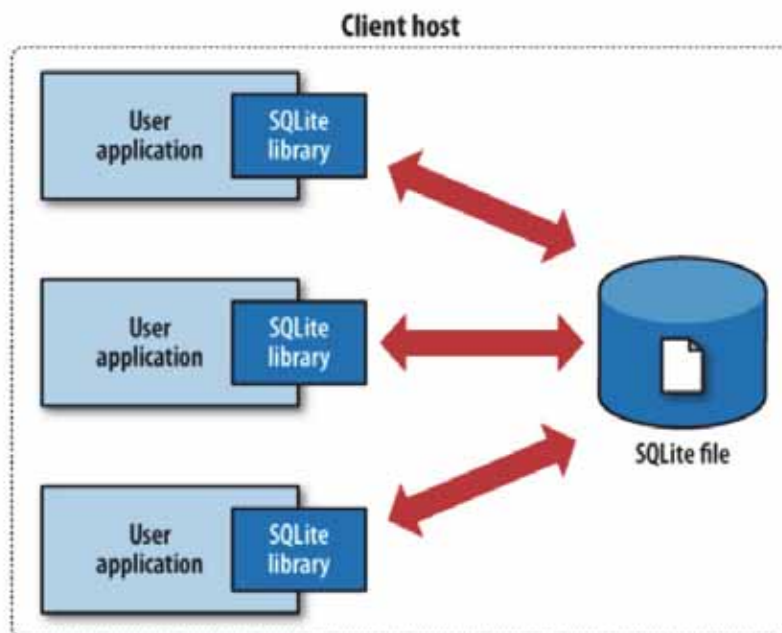 Client host
User
application
SQLite
library
User
application
SQLite
library
SQLite file
User
application
SQLite
library